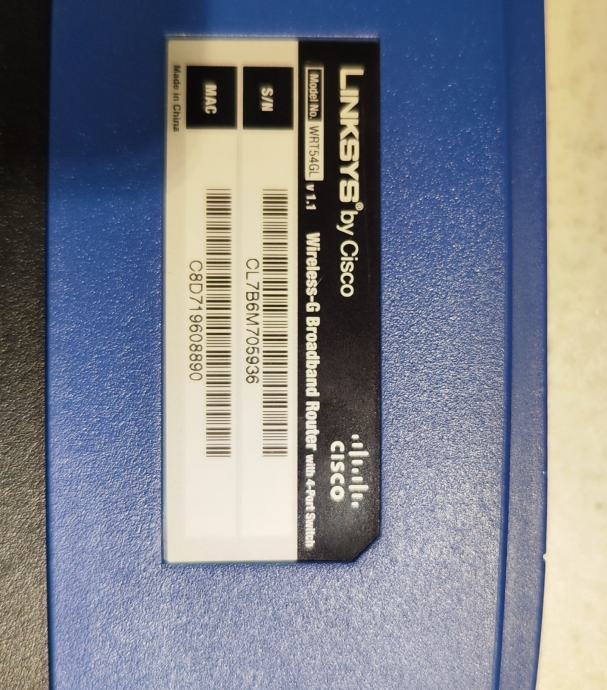 LINKSYS® by Cisco
Model No. WRT54GL v 1.1 Wireless-G Broadband Router with 4-Port Switch
CISCO
S/N
CL7B6M705936
MAC
C8D719608890
Made in China